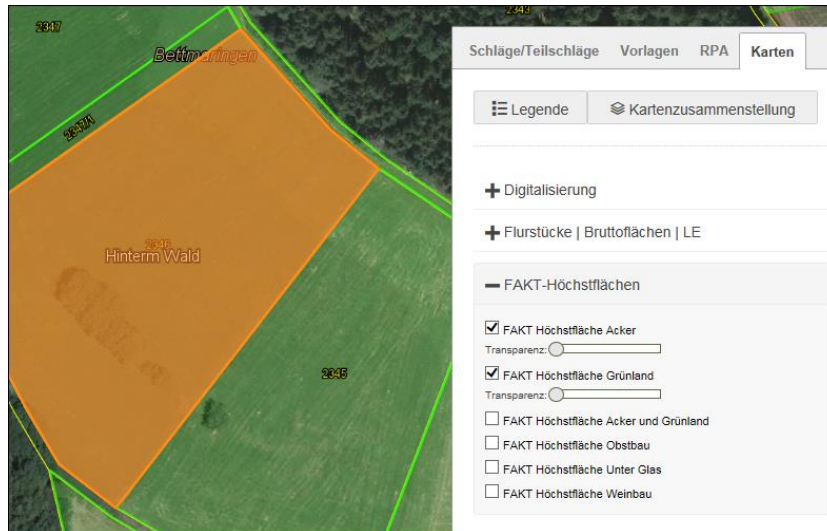 2347
2343
Bettmaringen
2347/1
2346
Hinterm Wald
2345
Schläge/Teilschläge Vorlagen RPA Karten
Legende Kartenzusammenstellung
Digitalisierung
Flurstücke | Bruttoflächen | LE
FAKT-Höchstflächen
FAKT Höchstfläche Acker
Transparenz:
FAKT Höchstfläche Grünland
Transparenz:
FAKT Höchstfläche Acker und Grünland
FAKT Höchstfläche Obstbau
FAKT Höchstfläche Unter Glas
FAKT Höchstfläche Weinbau